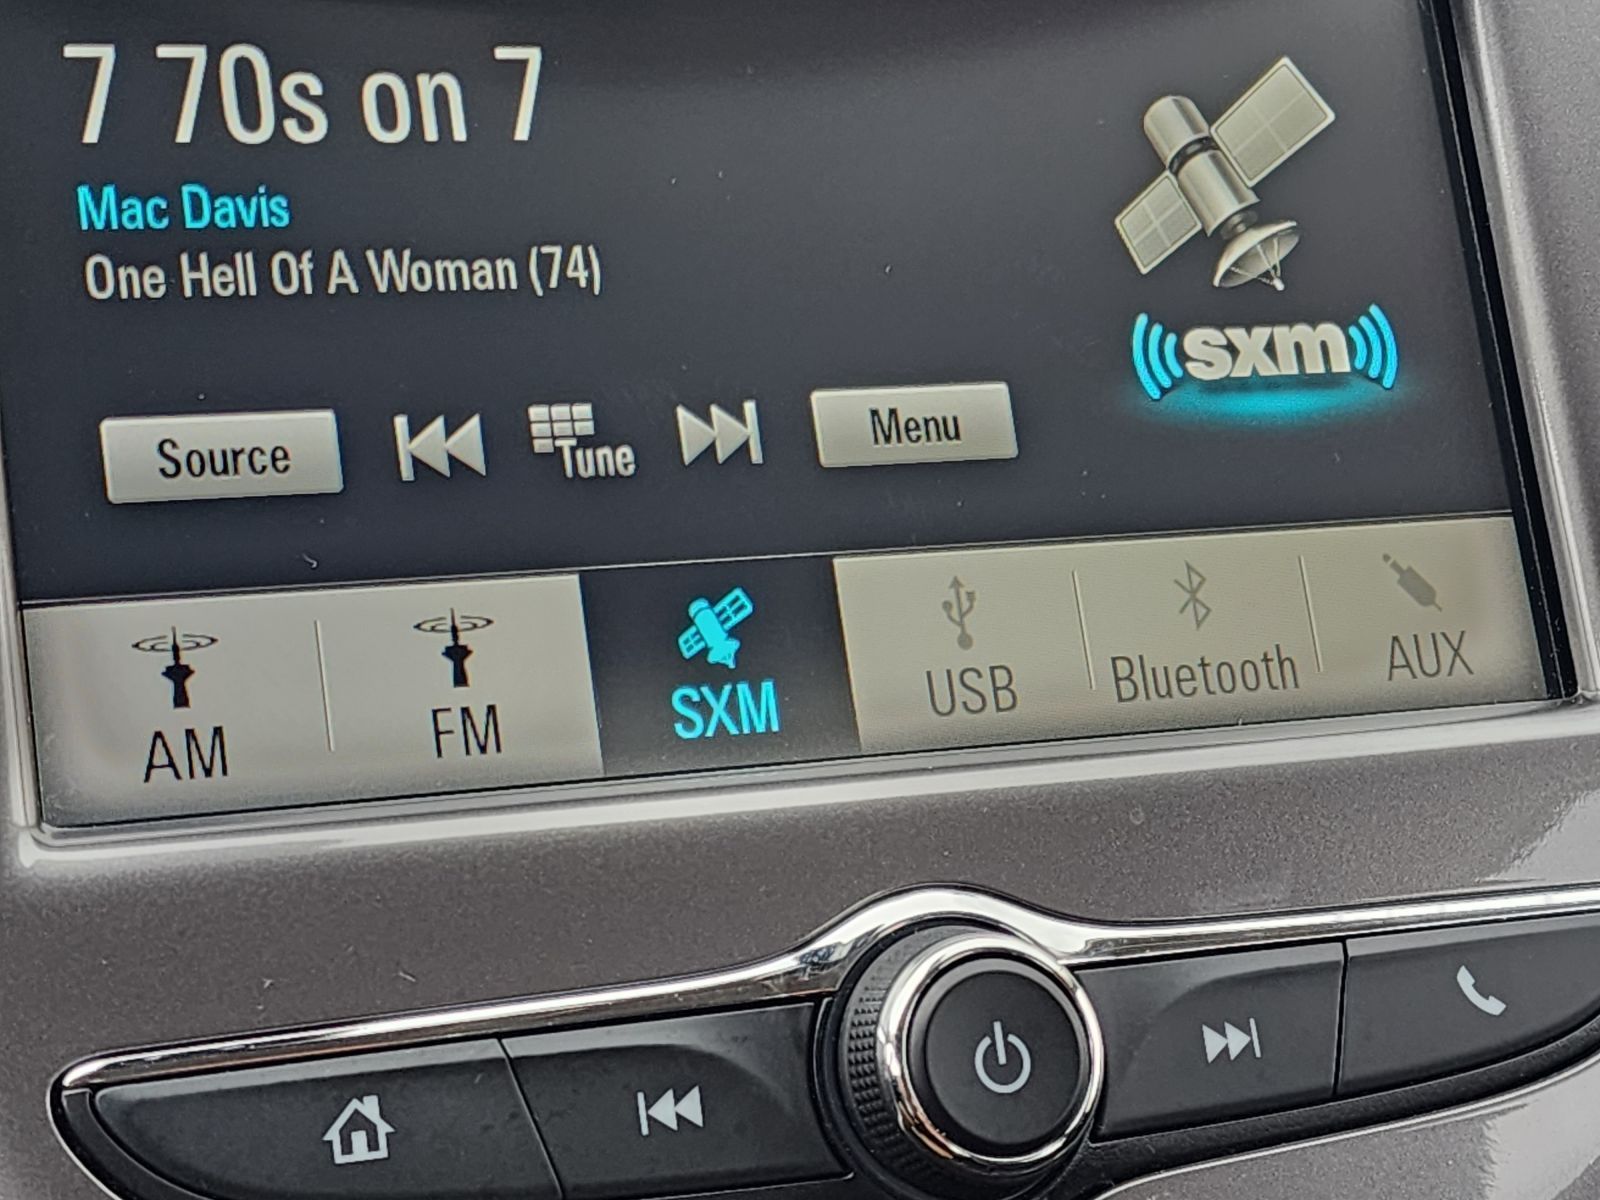 7 70s on 7
Mac Davis
One Hell Of A Woman (74)
sxm
Source Tune Menu
AM FM SXM USB Bluetooth AUX